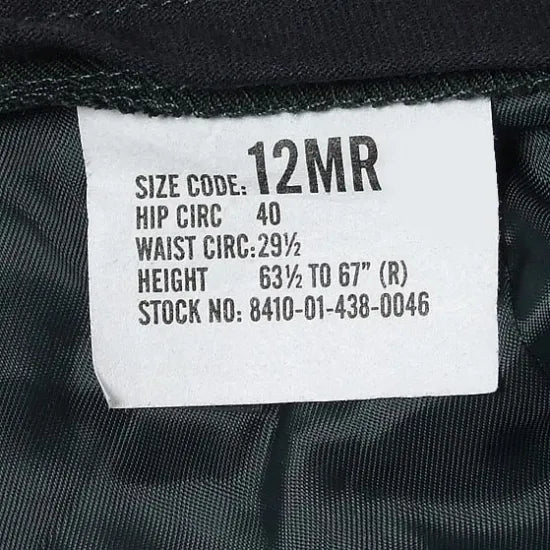 SIZE CODE: 12MR
HIP CIRC 40
WAIST CIRC: 29½
HEIGHT 63½ TO 67" (R)
STOCK NO: 8410-01-438-0046